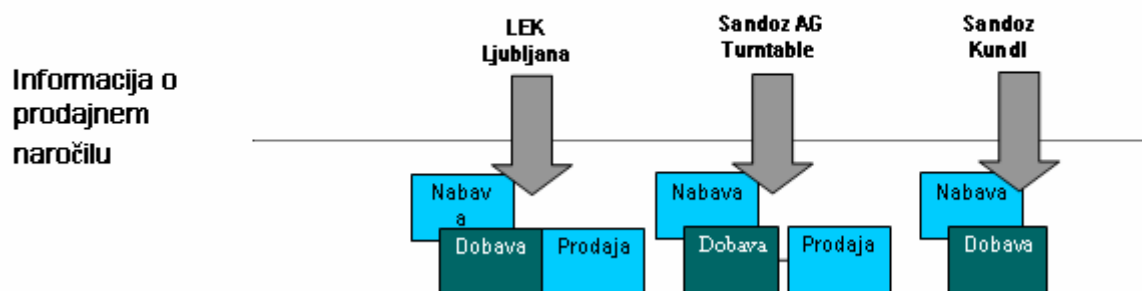 LEK
Ljubljana
Sandoz AG
Turntable
Sandoz
Kundl
Informacija o
prodajnem
naročilu
Nabav
a
Nabava
Nabava
Dobava
Prodaja
Dobava
Prodaja
Dobava